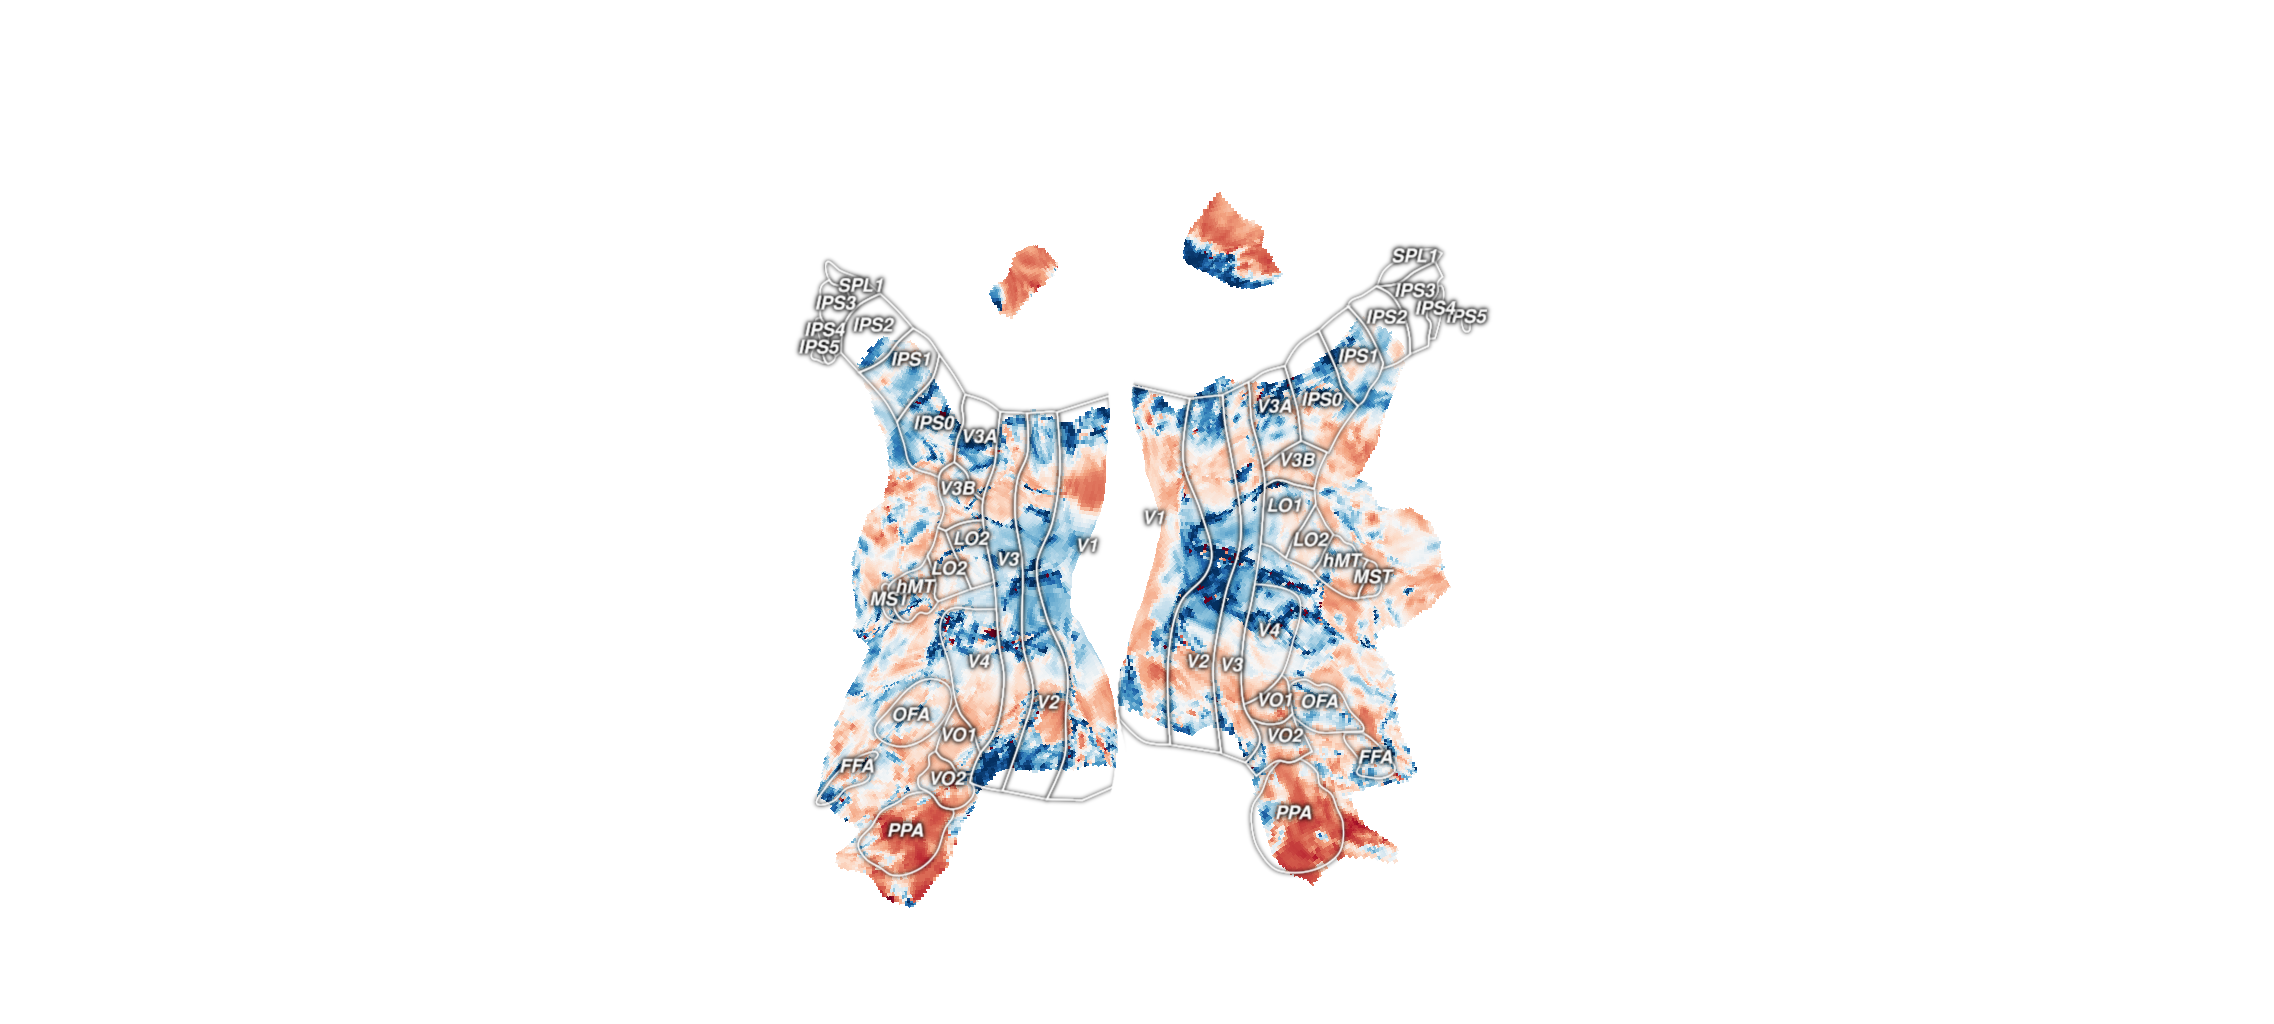 SPL1
IPS3
IPS4
IPS5
IPS2
IPS1
IPS0
V3A
V3B
LO2
LO2
hMT
MST
V3
V1
V4
V2
OFA
VO1
FFA
VO2
PPA
SPL1
IPS3
IPS4
IPS5
IPS2
IPS1
IPS0
V3A
V3B
LO1
LO2
hMT
MST
V1
V4
V2
V3
VO1
OFA
VO2
FFA
PPA